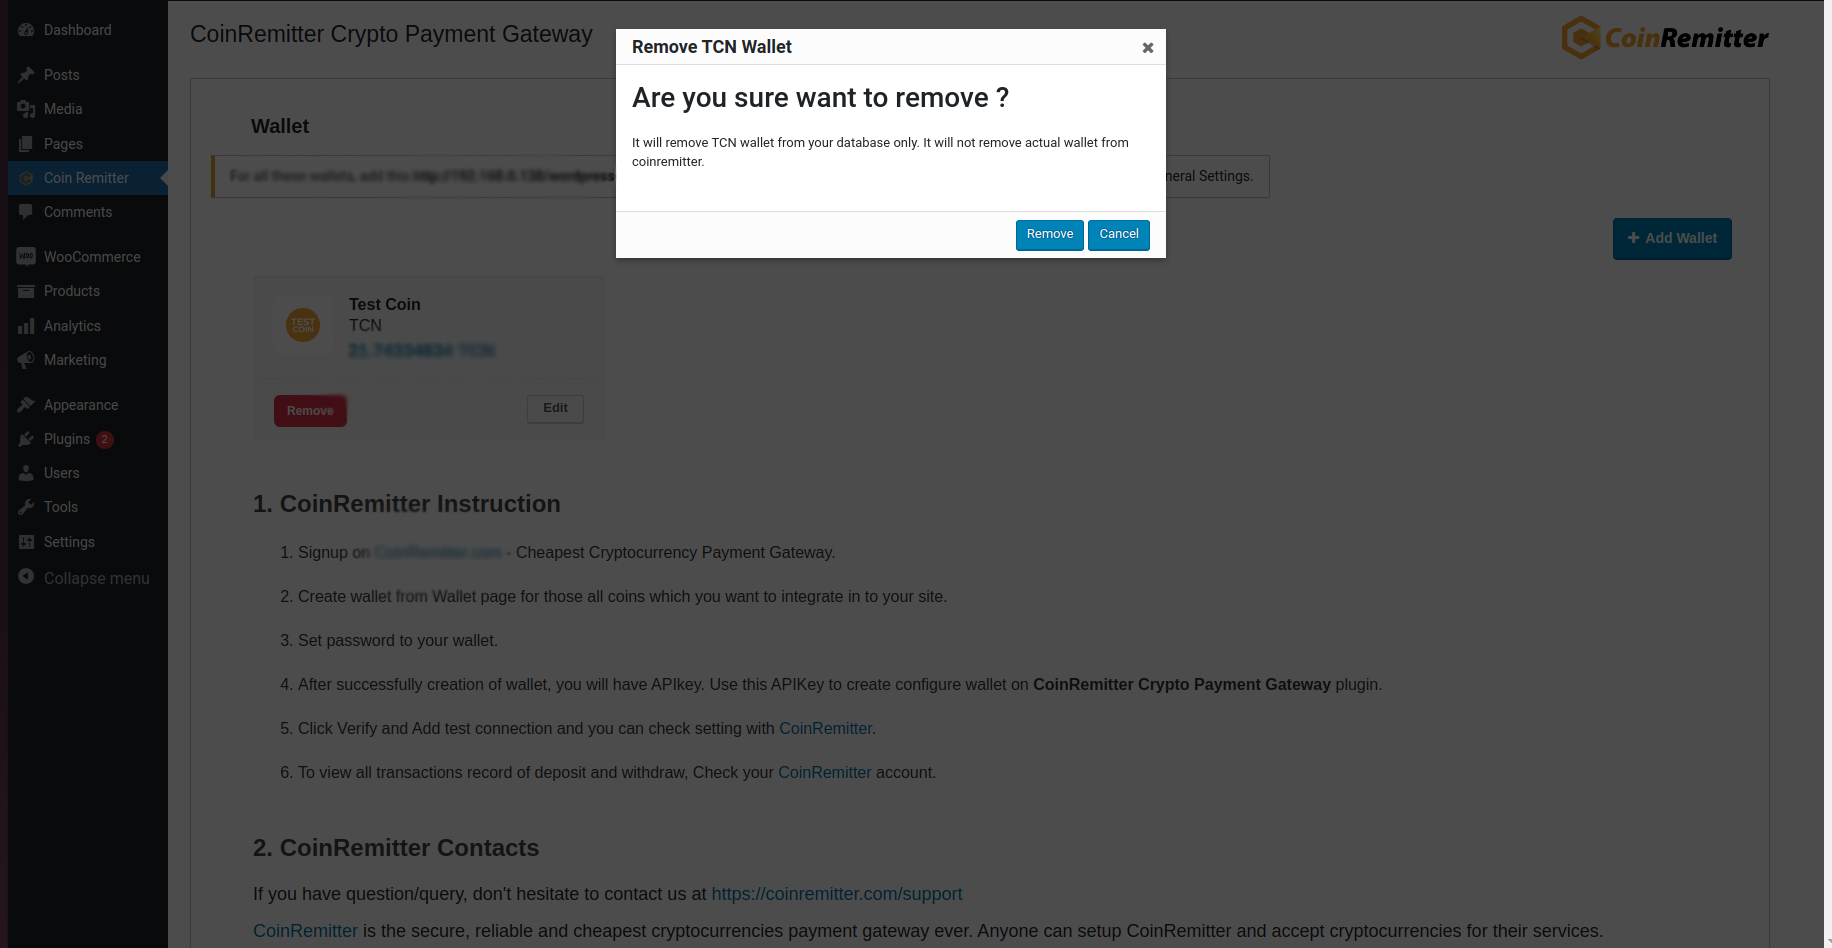 Dashboard
Posts
Media
Pages
Coin Remitter
Comments
WooCommerce
Products
Analytics
Marketing
Appearance
Plugins 2
Users
Tools
Settings
Collapse menu
CoinRemitter Crypto Payment Gateway
CoinRemitter
Wallet
For all these wallets, add this
neral Settings.
Remove TCN Wallet
Are you sure want to remove ?
It will remove TCN wallet from your database only. It will not remove actual wallet from
coinremitter.
Remove Cancel
Add Wallet
TEST
COIN
Test Coin
TCN
Remove
Edit
1. CoinRemitter Instruction
1. Signup on CoinRemitter.com - Cheapest Cryptocurrency Payment Gateway.
2. Create wallet from Wallet page for those all coins which you want to integrate in to your site.
3. Set password to your wallet.
4. After successfully creation of wallet, you will have APIkey. Use this APIKey to create configure wallet on CoinRemitter Crypto Payment Gateway plugin.
5. Click Verify and Add test connection and you can check setting with CoinRemitter.
6. To view all transactions record of deposit and withdraw, Check your CoinRemitter account.
2. CoinRemitter Contacts
If you have question/query, don't hesitate to contact us at https://coinremitter.com/support
CoinRemitter is the secure, reliable and cheapest cryptocurrencies payment gateway ever. Anyone can setup CoinRemitter and accept cryptocurrencies for their services.